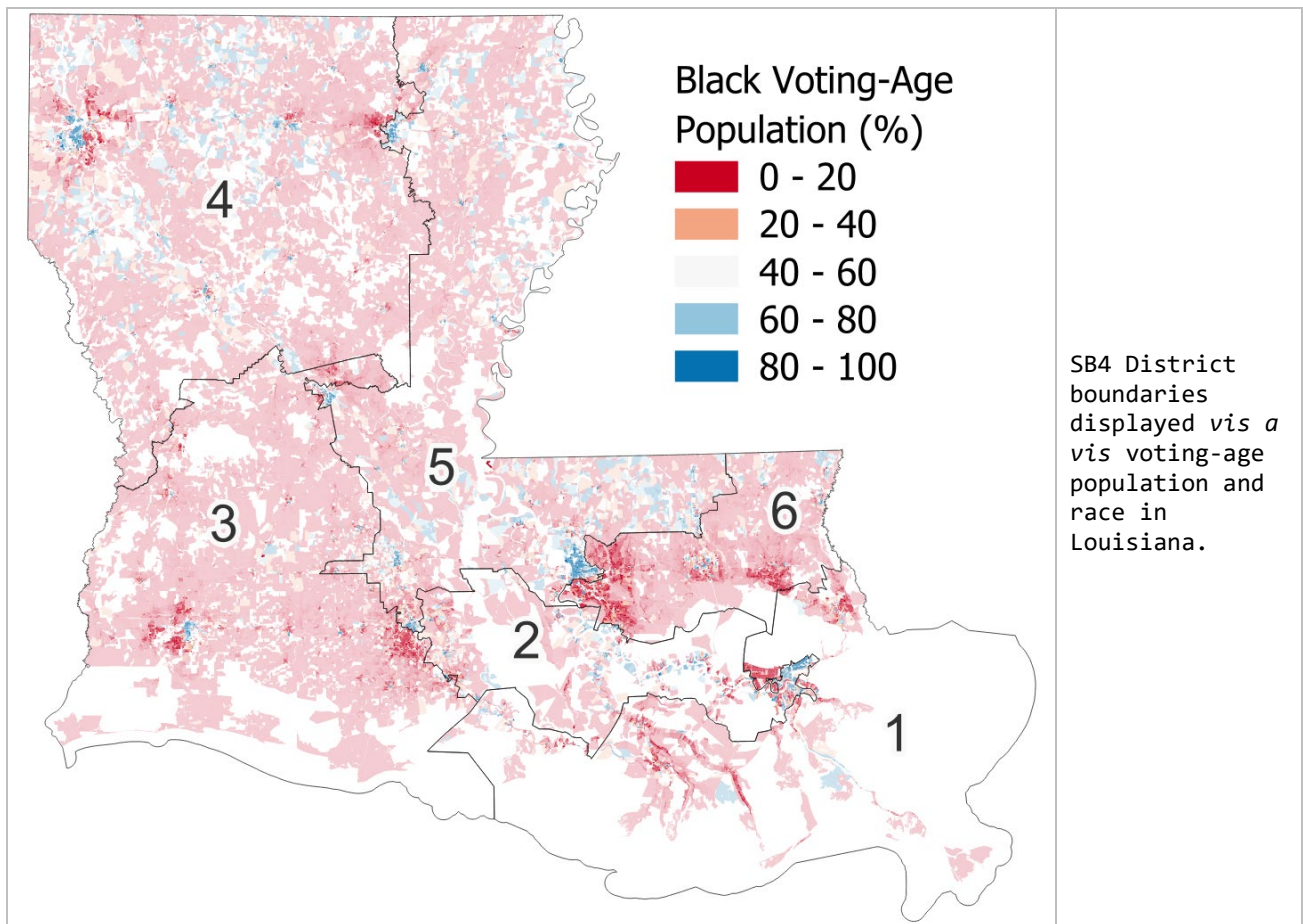 Black Voting-Age
Population (%)
0 - 20
20 - 40
40 - 60
60 - 80
80 - 100
4
5
3
6
2
1
SB4 District
boundaries
displayed vis a
vis voting-age
population and
race in
Louisiana.